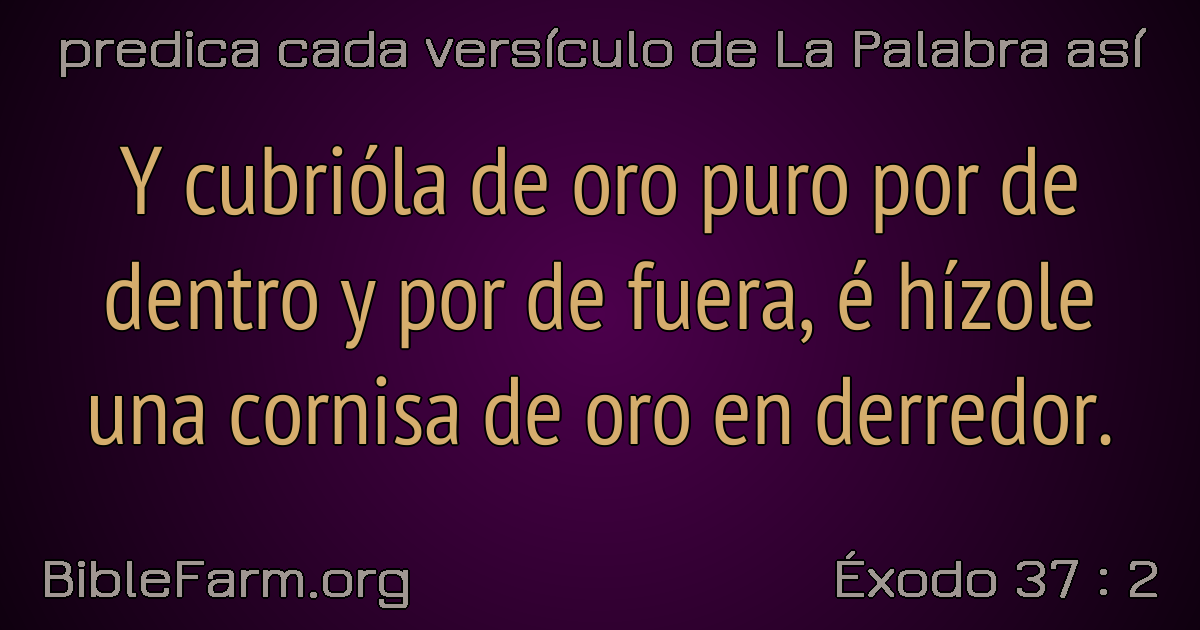 predica cada versículo de La Palabra así
Y cubrióla de oro puro por de
dentro y por de fuera, é hízole
una cornisa de oro en derredor.
BibleFarm.org
Éxodo 37 : 2